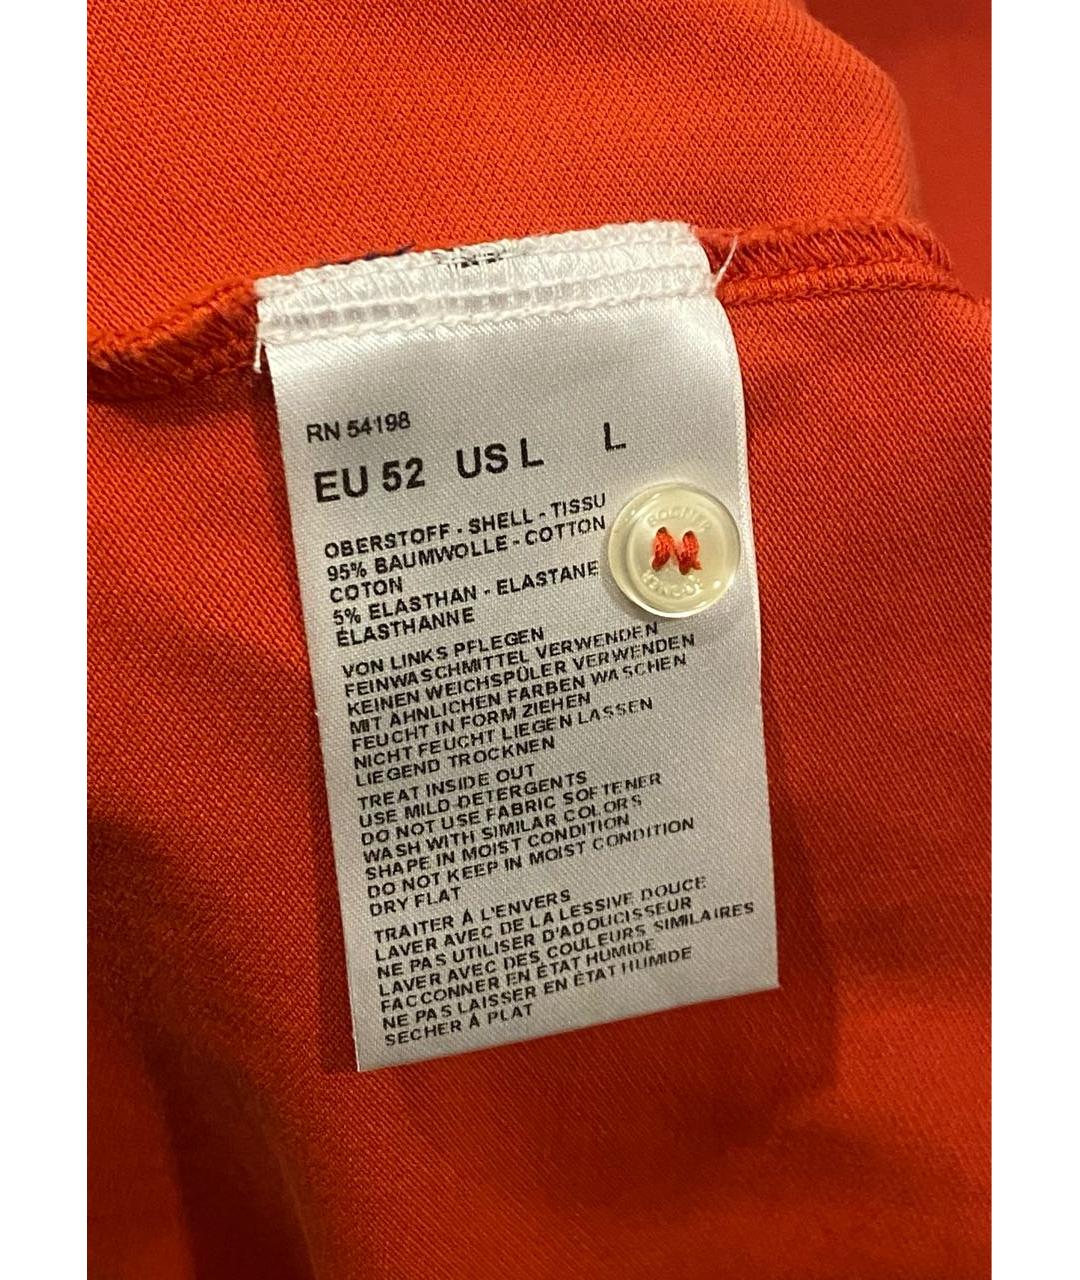 RN 54198
EU 52 US L L
OBERSTOFF - SHELL - TISSU
95% BAUMWOLLE - COTTON
COTON
5% ELASTHAN - ELASTANE
ÉLASTHANNE
VON LINKS PFLEGEN
FEINWASCHMITTEL VERWENDEN
KEINEN WEICHSPÜLER VERWENDEN
MIT ÄHNLICHEN FARBEN WASCHEN
FEUCHT IN FORM ZIEHEN
NICHT FEUCHT LIEGEN LASSEN
LIEGEND TROCKNEN
TREAT INSIDE OUT
USE MILD DETERGENTS
DO NOT USE FABRIC SOFTENER
WASH WITH SIMILAR COLORS
SHAPE IN MOIST CONDITION
DO NOT KEEP IN MOIST CONDITION
DRY FLAT
TRAITER À L'ENVERS
LAVER AVEC DE LA LESSIVE DOUCE
NE PAS UTILISER D'ADOUCISSEUR
LAVER AVEC DES COULEURS SIMILAIRES
FACCONNER EN ÉTAT HUMIDE
NE PAS LAISSER EN ÉTAT HUMIDE
SECHER À PLAT
BOGNER
BOGNER